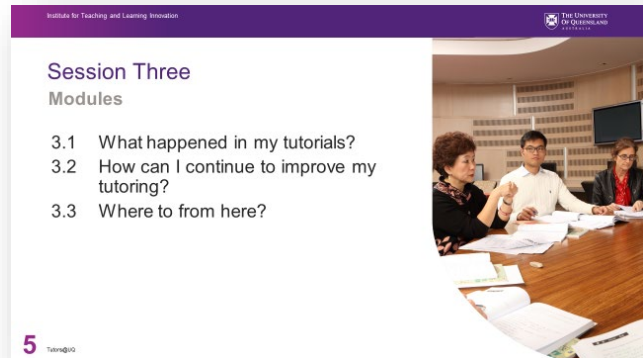 Institute for Teaching and Learning Innovation
THE UNIVERSITY
OF QUEENSLAND
AUSTRALIA
Session Three
Modules
3.1 What happened in my tutorials?
3.2 How can I continue to improve my
tutoring?
3.3 Where to from here?
5 Tutors@UQ